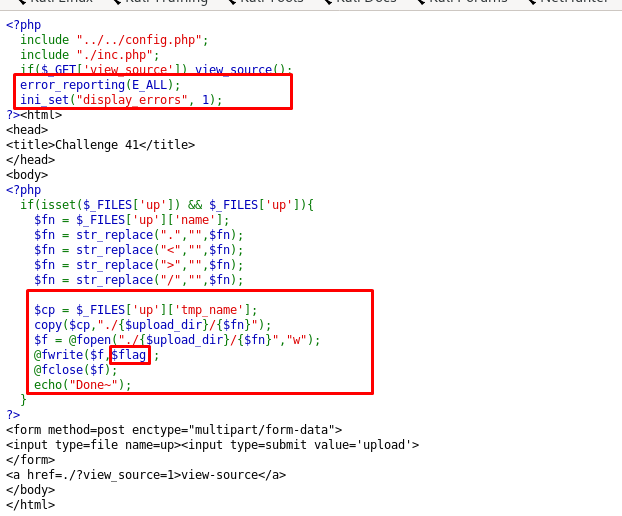 Kali Linux Kali Training Kali Tools Kali Docs Kali Forums NetHunter
<?php
include "../../config.php";
include "./inc.php";
if($_GET['view_source']) view_source();
error_reporting(E_ALL);
ini_set("display_errors", 1);
?><html>
<head>
<title>Challenge 41</title>
</head>
<body>
<?php
if(isset($_FILES['up']) && $_FILES['up']){
$fn = $_FILES['up']['name'];
$fn = str_replace(".","",$fn);
$fn = str_replace("<","",$fn);
$fn = str_replace(">","",$fn);
$fn = str_replace("/","",$fn);
$cp = $_FILES['up']['tmp_name'];
copy($cp,"./{$upload_dir}/{$fn}");
$f = @fopen("./{$upload_dir}/{$fn}","w");
@fwrite($f,$flag);
@fclose($f);
echo("Done~");
}
?>
<form method=post enctype="multipart/form-data">
<input type=file name=up><input type=submit value='upload'>
</form>
<a href=./?view_source=1>view-source</a>
</body>
</html>